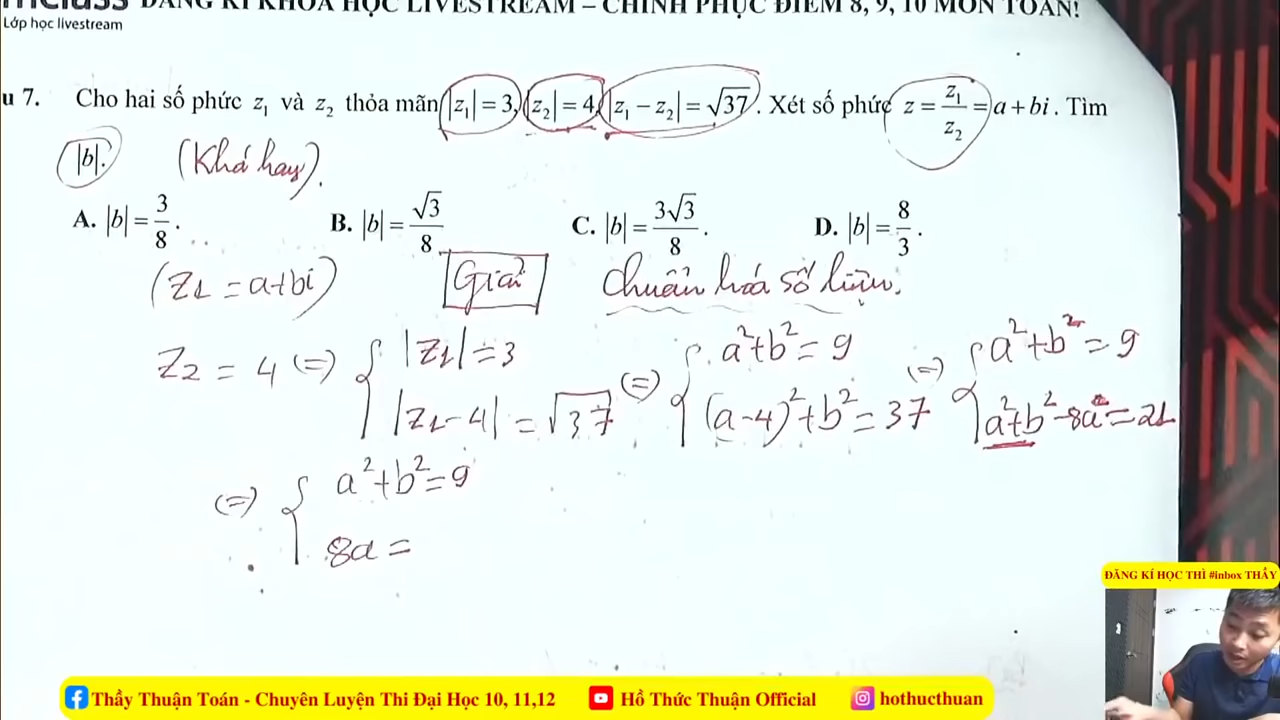 ĐĂNG KÍ KHÓA HỌC LIVESTREAM – CHINH PHỤC ĐIỂM 8, 9, 10 MÔN TOÁN!
Lớp học livestream
u 7. Cho hai số phức z₁ và z₂ thỏa mãn |z₁| = 3, |z₂| = 4, |z₁ − z₂| = √37. Xét số phức z = z₁/z₂ = a + bi. Tìm
|b|. (Khá hay).
A. |b| = 3/8. B. |b| = √3/8. C. |b| = 3√3/8. D. |b| = 8/3.
(z₁ = a+bi) Giải Chuẩn hoá số liệu.
z₂ = 4 (=) { |z₁| = 3 (=) { a²+b² = 9 (=) { a²+b² = 9
|z₁-4| = √37 (a-4)²+b² = 37 a²+b²-8a = 21
(=) { a²+b² = 9
8a =
ĐĂNG KÍ HỌC THÌ #inbox THẦY
Thầy Thuận Toán - Chuyên Luyện Thi Đại Học 10, 11,12 Hồ Thức Thuận Official hothucthuan